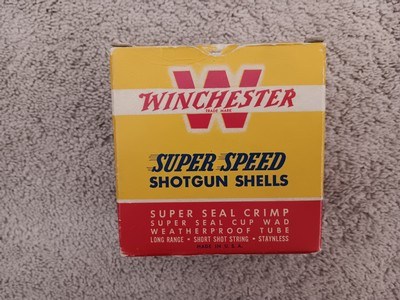 W
WINCHESTER
TRADE MARK
SUPER SPEED
SHOTGUN SHELLS
SUPER SEAL CRIMP
SUPER SEAL CUP WAD
WEATHERPROOF TUBE
LONG RANGE • SHORT SHOT STRING • STAYNLESS
MADE IN U.S.A.